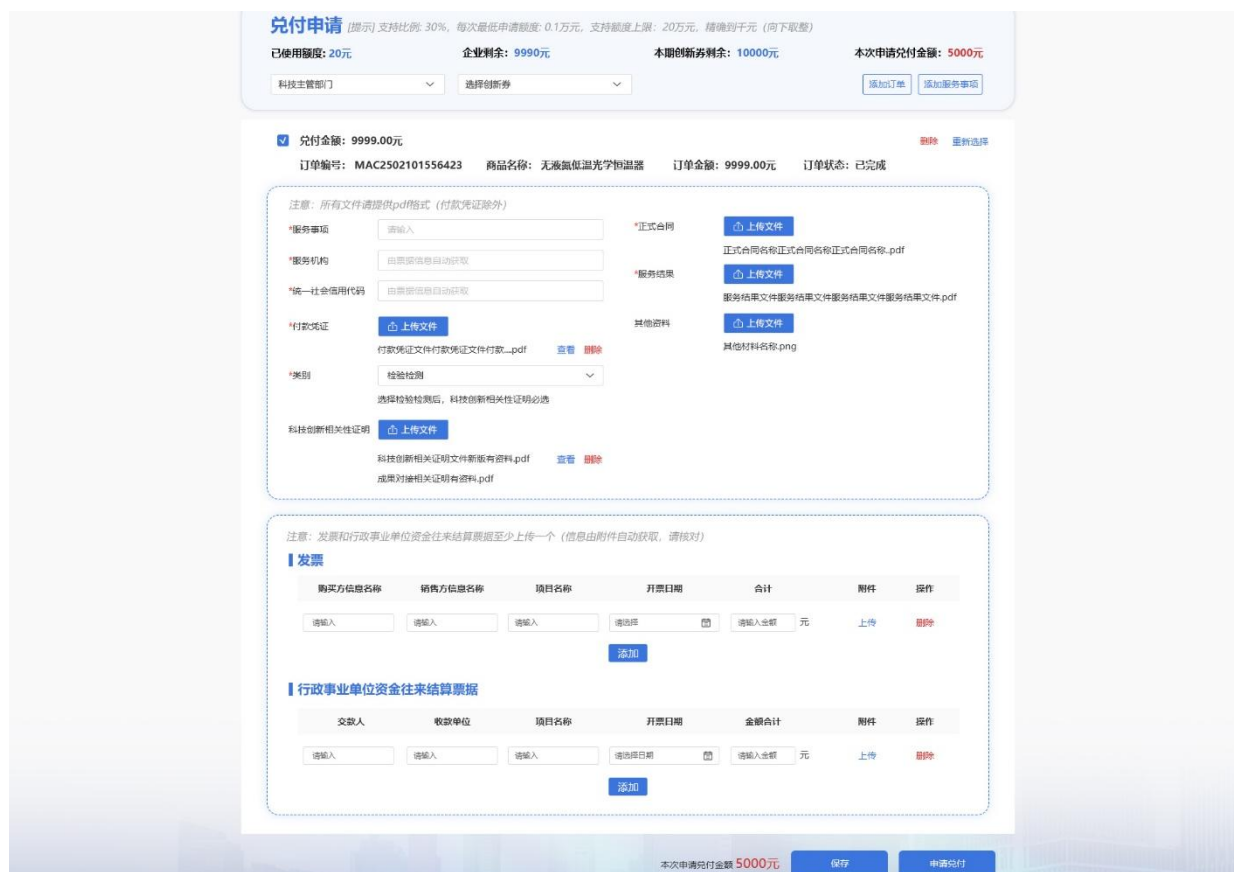 兑付申请 [提示] 支持比例: 30%，每次最低申请额度: 0.1万元，支持额度上限：20万元，精确到千元（向下取整）
已使用额度: 20元 企业剩余：9990元 本期创新券剩余：10000元 本次申请兑付金额：5000元
科技主管部门 选择创新券 添加订单 添加服务事项
兑付金额：9999.00元 删除 重新选择
订单编号：MAC2502101556423 商品名称：无液氦低温光学恒温器 订单金额：9999.00元 订单状态：已完成
注意：所有文件请提供pdf格式（付款凭证除外）
*服务事项 请输入 *正式合同 上传文件
正式合同名称正式合同名称正式合同名称..pdf
*服务机构 由票据信息自动获取 *服务结果 上传文件
*统一社会信用代码 由票据信息自动获取
服务结果文件服务结果文件服务结果文件服务结果文件.pdf
*付款凭证 上传文件 其他资料 上传文件
付款凭证文件付款凭证文件付款...pdf 查看 删除 其他材料名称.png
*类别 检验检测
选择检验检测后，科技创新相关性证明必选
科技创新相关性证明 上传文件
科技创新相关证明文件新版有资料.pdf 查看 删除
成果对接相关证明有资料.pdf
注意：发票和行政事业单位资金往来结算票据至少上传一个（信息由附件自动获取，请核对）
发票
购买方信息名称 销售方信息名称 项目名称 开票日期 合计 附件 操作
请输入 请输入 请输入 请选择 请输入金额 元 上传 删除
添加
行政事业单位资金往来结算票据
交款人 收款单位 项目名称 开票日期 金额合计 附件 操作
请输入 请输入 请输入 请选择日期 请输入金额 元 上传 删除
添加
本次申请兑付金额 5000元 保存 申请兑付